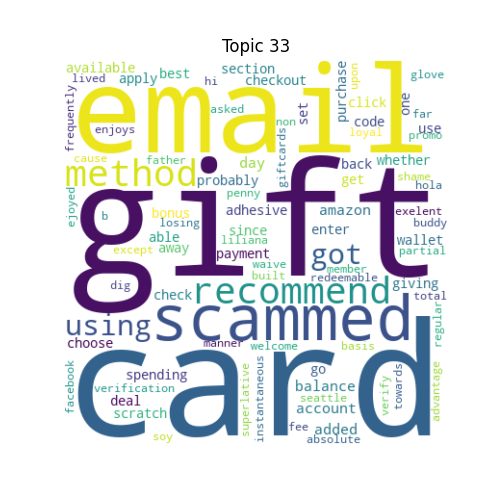 Topic 33
available
lived
apply
best
section
hi
checkout
purchase
upon
glove
email
frequently
enjoys
asked
set
click
code
one
far
use
loyal
promo
non
cause
father
day
giftcards
back
whether
method
probably
penny
get
shame
hola
gift
ejoyed
b
bonus
losing
adhesive
amazon
exelent
buddy
able
since
liliana
enter
wallet
partial
except
away
payment
got
waive
member
built
redeemable
giving
dig
check
recommend
total
using
scammed
regular
choose
manner
welcome
basis
card
facebook
spending
verification
deal
scratch
soy
superlative
instantaneous
go
balance
seattle
account
fee
added
absolute
verify
towards
advantage